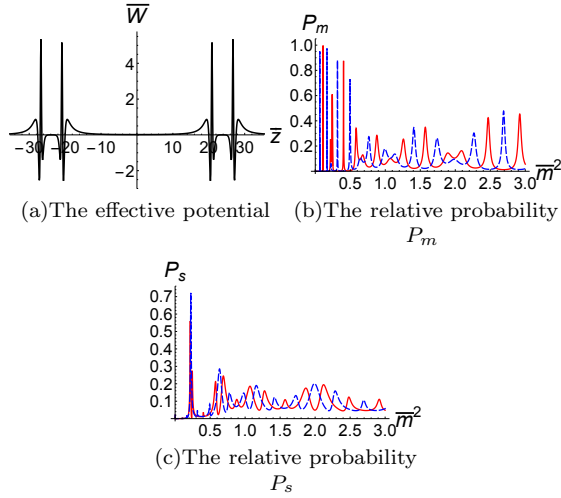 W̅
4
2
−30 −20 −10 10 20 30 z̅
−2
(a)The effective potential
P_m
1.0
0.8
0.6
0.4
0.2
0.5 1.0 1.5 2.0 2.5 3.0 m̅²
(b)The relative probability
P_m
P_s
0.7
0.6
0.5
0.4
0.3
0.2
0.1
0.5 1.0 1.5 2.0 2.5 3.0 m̅²
(c)The relative probability
P_s